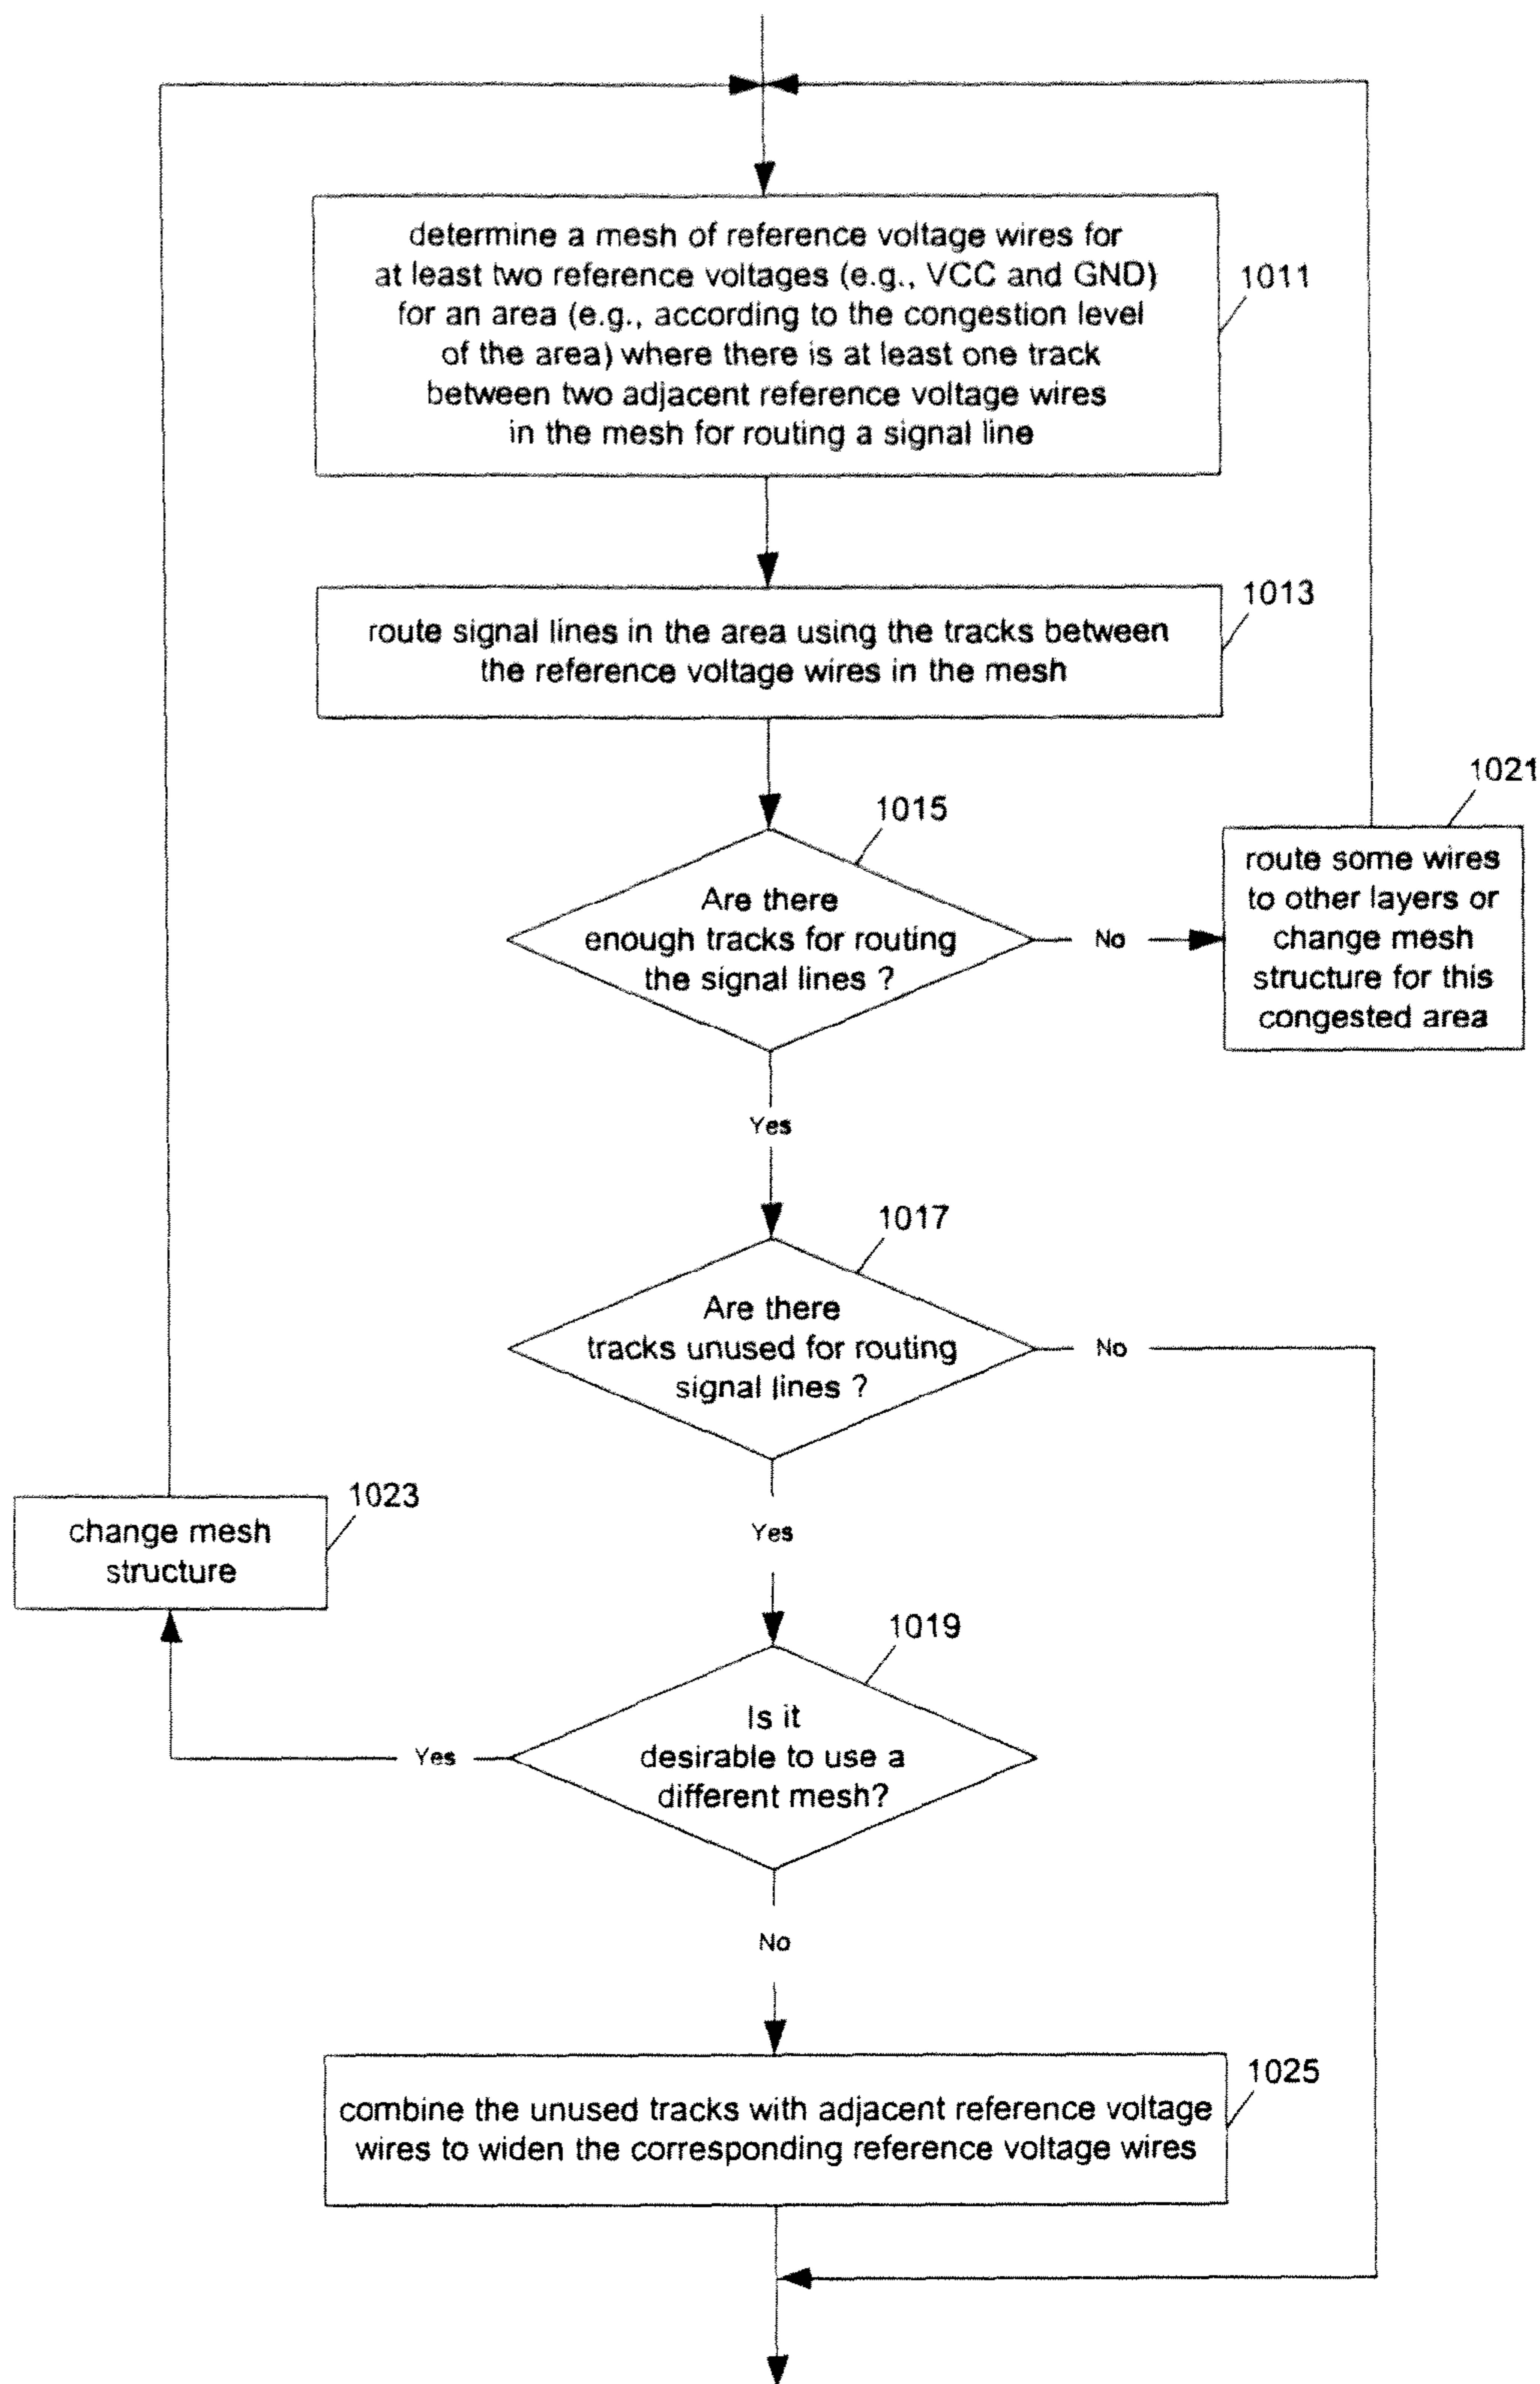 determine a mesh of reference voltage wires for
at least two reference voltages (e.g., VCC and GND)
for an area (e.g., according to the congestion level
of the area) where there is at least one track
between two adjacent reference voltage wires
in the mesh for routing a signal line
1011
route signal lines in the area using the tracks between
the reference voltage wires in the mesh
1013
1015
Are there
enough tracks for routing
the signal lines ?
No
1021
route some wires
to other layers or
change mesh
structure for this
congested area
Yes
1017
Are there
tracks unused for routing
signal lines ?
No
Yes
1023
change mesh
structure
1019
Is it
desirable to use a
different mesh?
Yes
No
1025
combine the unused tracks with adjacent reference voltage
wires to widen the corresponding reference voltage wires